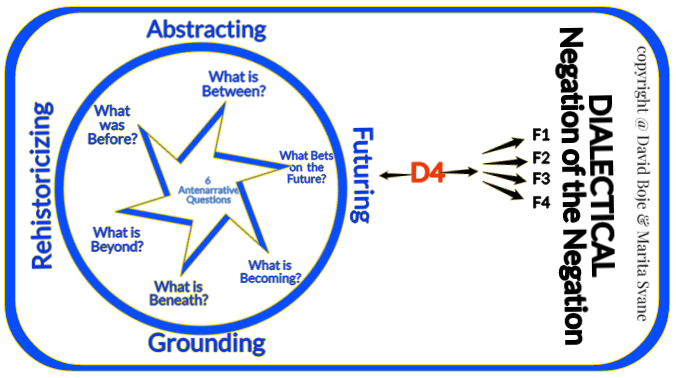 Abstracting
What is
Between?
What
was
Before?
What Bets
on the
Future?
6
Antenarrative
Questions
What is
Beyond?
What is
Becoming?
What is
Beneath?
Grounding
Rehistoricizing
Futuring
D4
F1
F2
F3
F4
DIALECTICAL
Negation of the Negation
copyright @ David Boje & Marita Svane